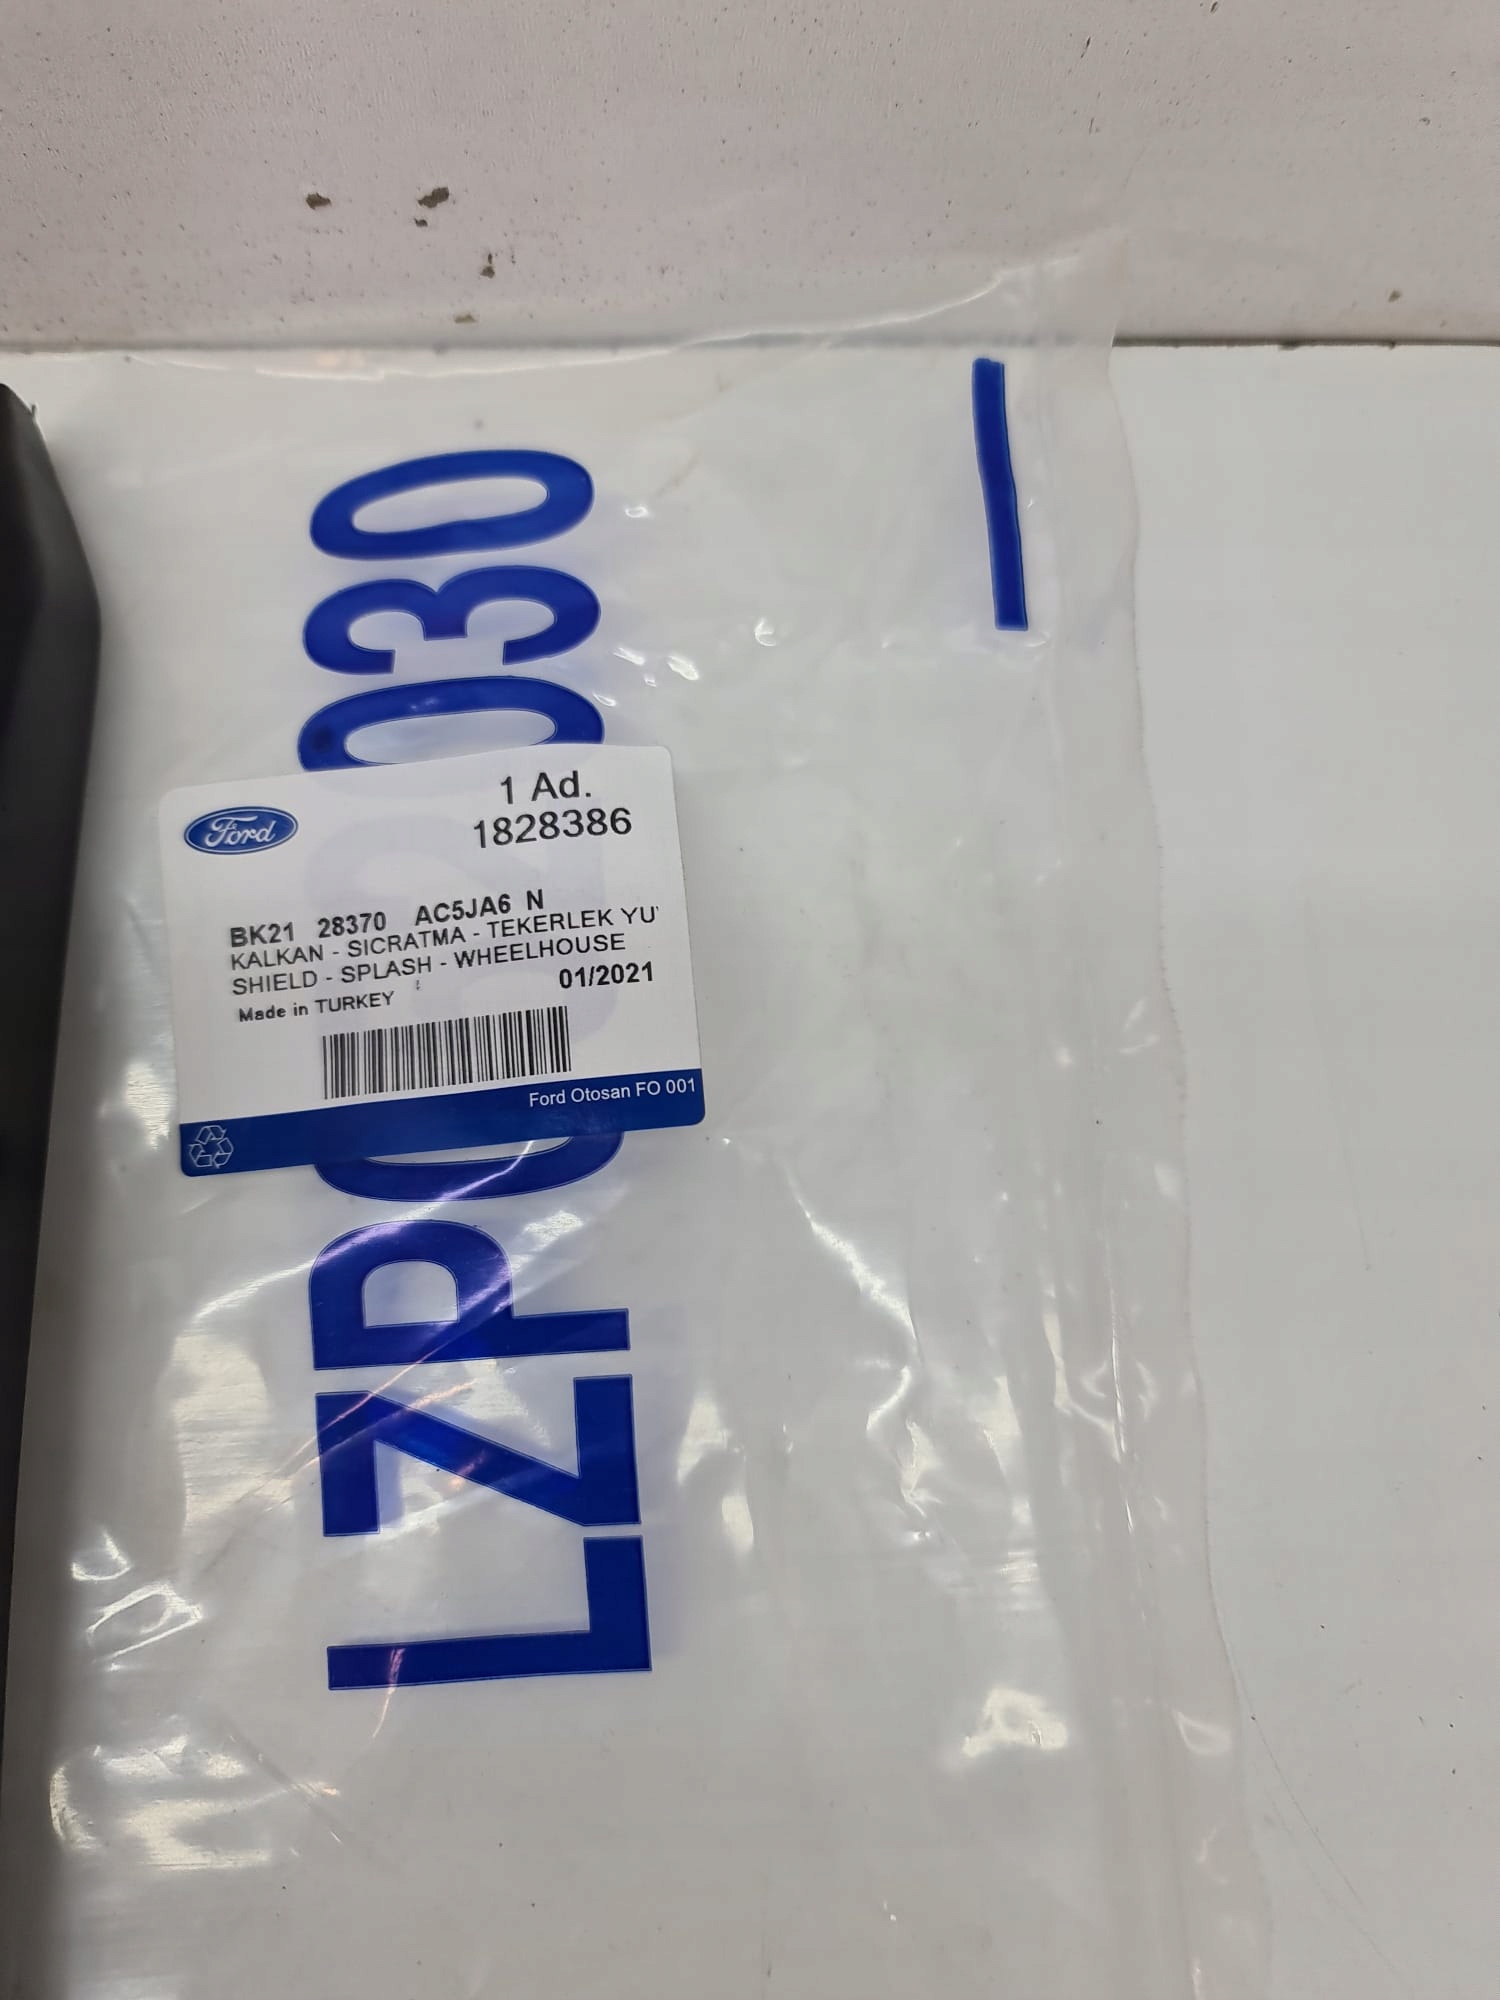 1 Ad.
Ford
1828386
BK21 28370 AC5JA6 N
KALKAN - SICRATMA - TEKERLEK YU
SHIELD - SPLASH - WHEELHOUSE
01/2021
Made in TURKEY
Ford Otosan FO 001